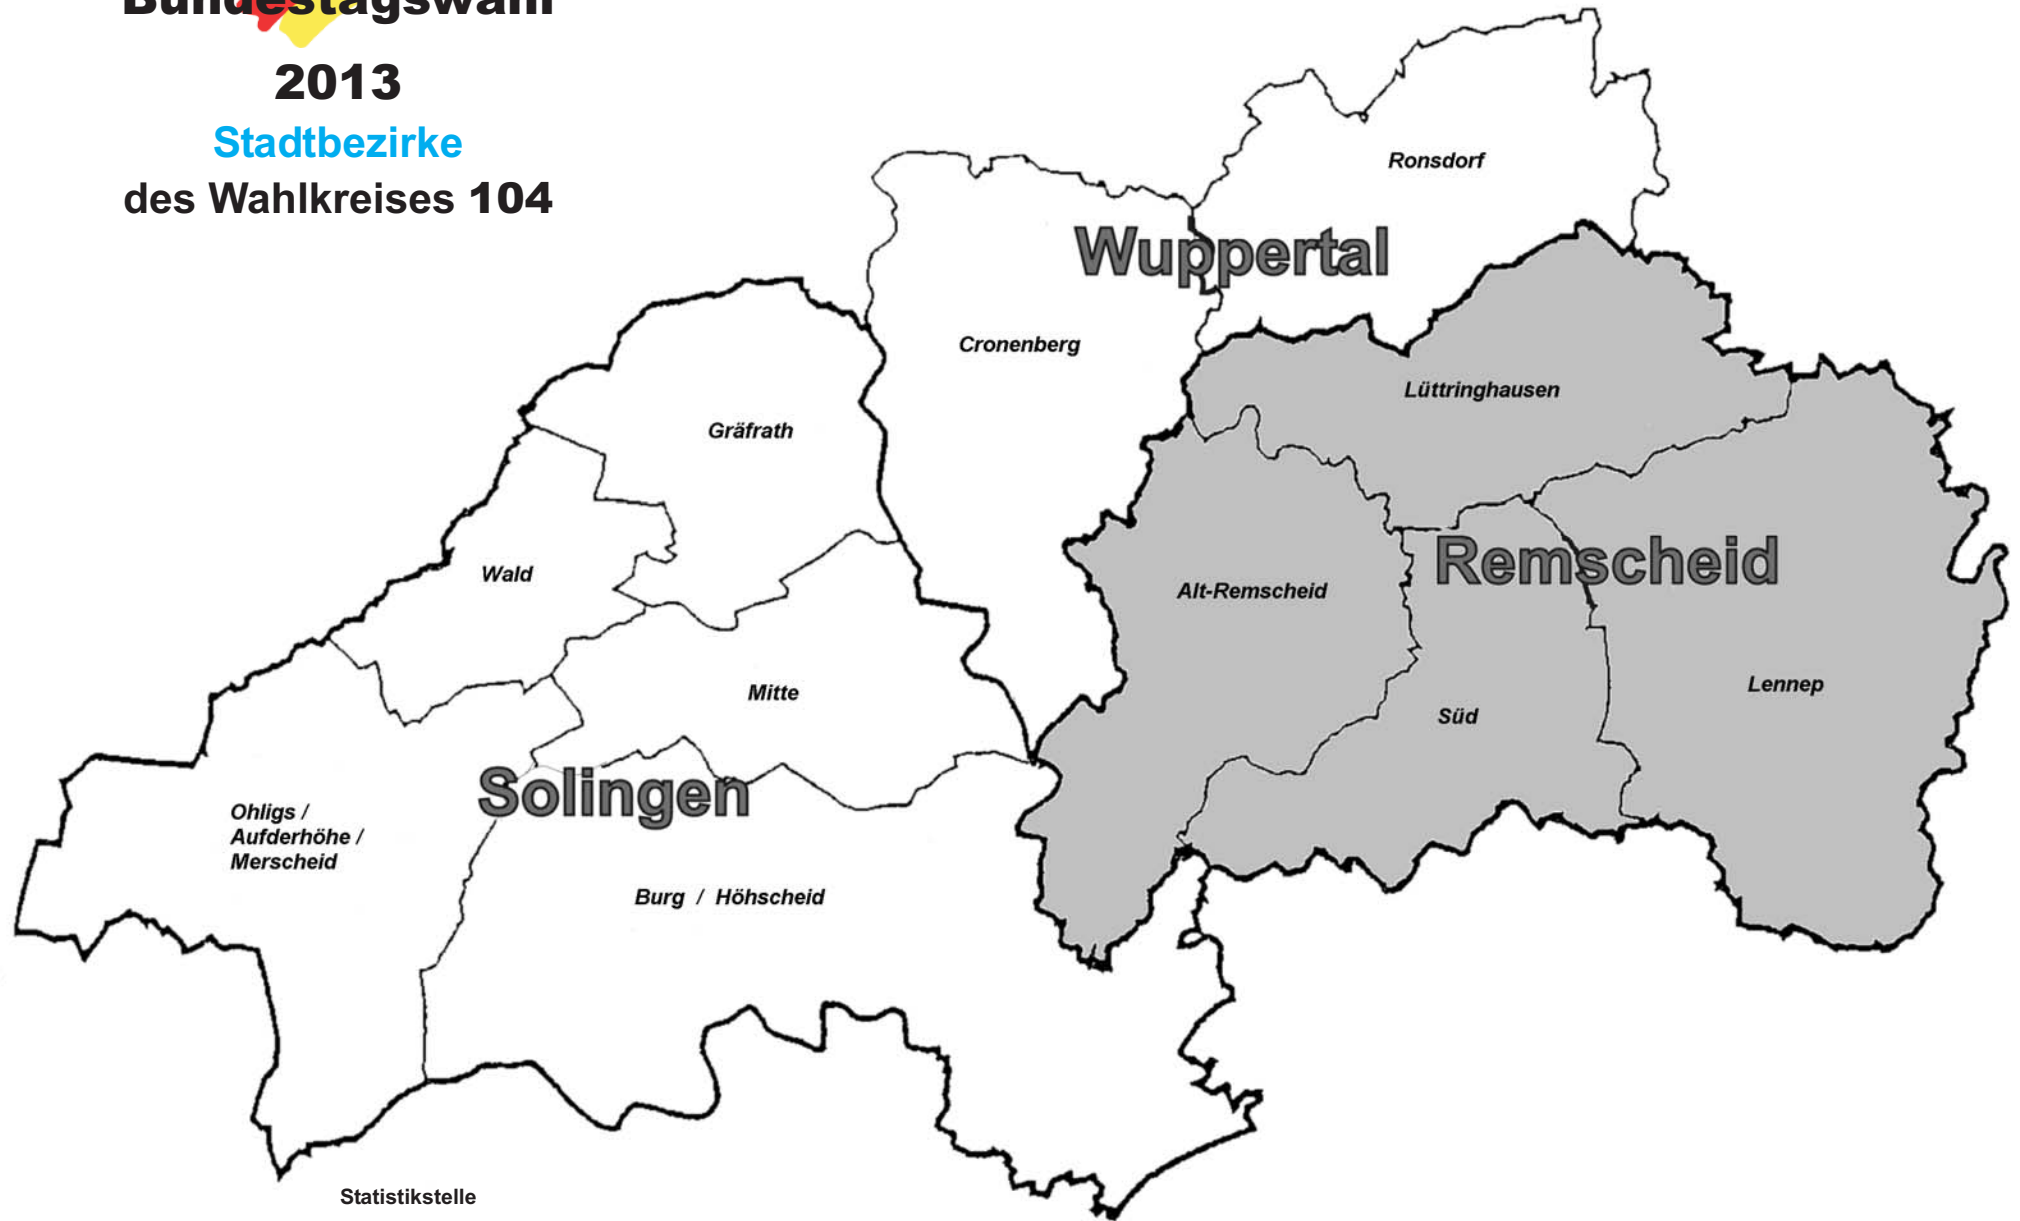 Bundestagswahl
2013
Stadtbezirke
des Wahlkreises 104
Ronsdorf
Wuppertal
Cronenberg
Lüttringhausen
Gräfrath
Remscheid
Wald
Alt-Remscheid
Mitte
Lennep
Süd
Solingen
Ohligs /
Aufderhöhe /
Merscheid
Burg / Höhscheid
Statistikstelle